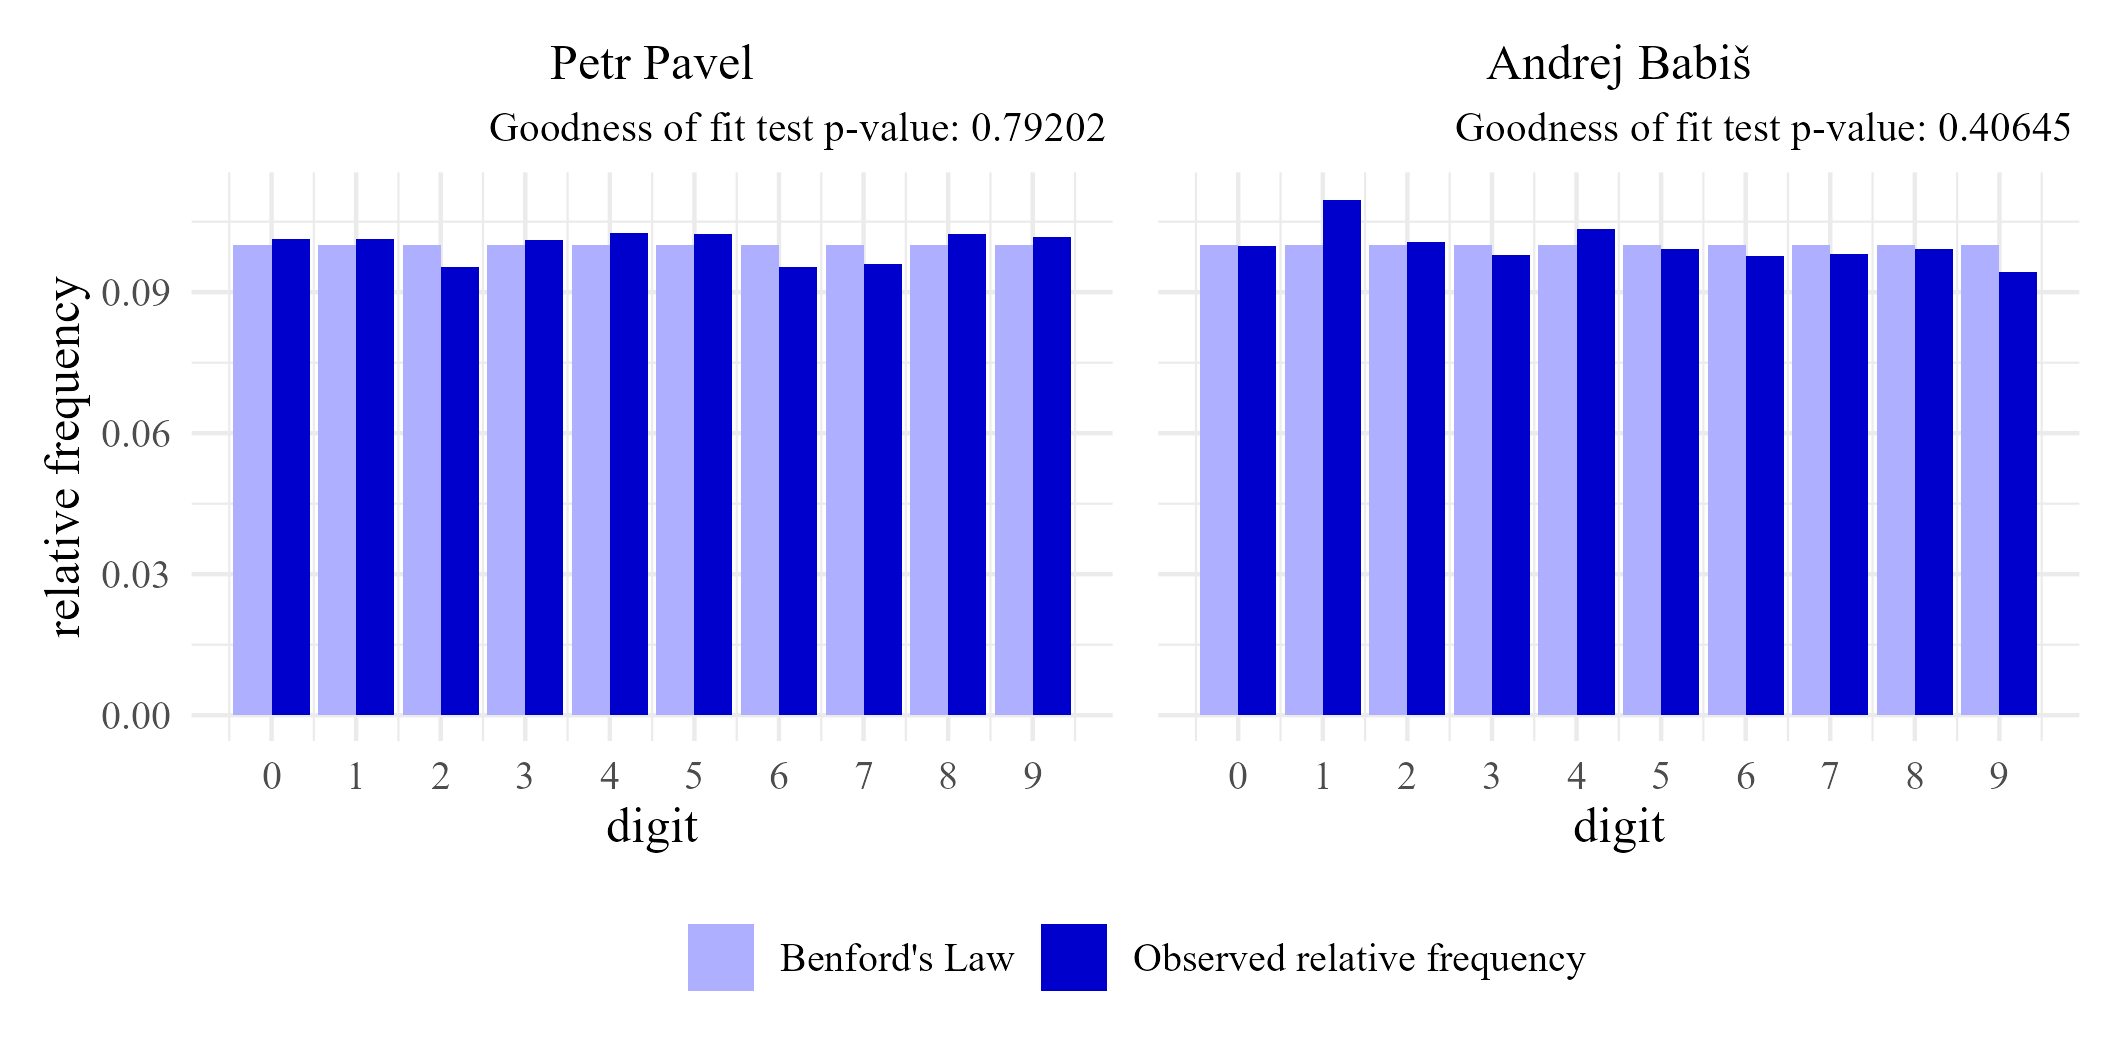 Petr Pavel
Goodness of fit test p-value: 0.79202
Andrej Babiš
Goodness of fit test p-value: 0.40645
relative frequency
0.09
0.06
0.03
0.00
0 1 2 3 4 5 6 7 8 9
digit
0 1 2 3 4 5 6 7 8 9
digit
Benford's Law
Observed relative frequency